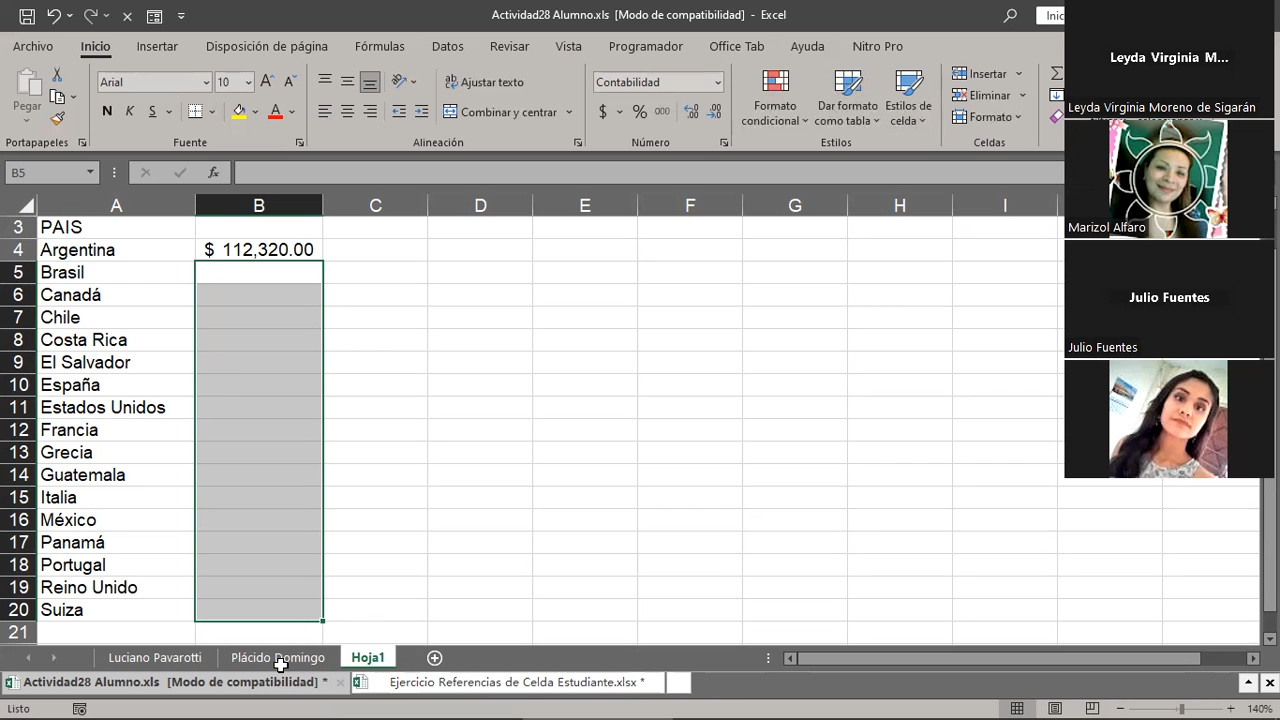 Actividad28 Alumno.xls [Modo de compatibilidad] - Excel
Inic
Archivo Inicio Insertar Disposición de página Fórmulas Datos Revisar Vista Programador Office Tab Ayuda Nitro Pro
Pegar
Arial 10
N K S
Ajustar texto
Combinar y centrar
Contabilidad
$ % 000
Formato condicional
Dar formato como tabla
Estilos de celda
Insertar
Eliminar
Formato
Portapapeles Fuente Alineación Número Estilos Celdas
B5 fx
A B C D E F G H I
3 PAIS
4 Argentina $ 112,320.00
5 Brasil
6 Canadá
7 Chile
8 Costa Rica
9 El Salvador
10 España
11 Estados Unidos
12 Francia
13 Grecia
14 Guatemala
15 Italia
16 México
17 Panamá
18 Portugal
19 Reino Unido
20 Suiza
21
Leyda Virginia M...
Leyda Virginia Moreno de Sigarán
Marizol Alfaro
Julio Fuentes
Julio Fuentes
Luciano Pavarotti Plácido Domingo Hoja1
Actividad28 Alumno.xls [Modo de compatibilidad] * Ejercicio Referencias de Celda Estudiante.xlsx *
Listo 140%